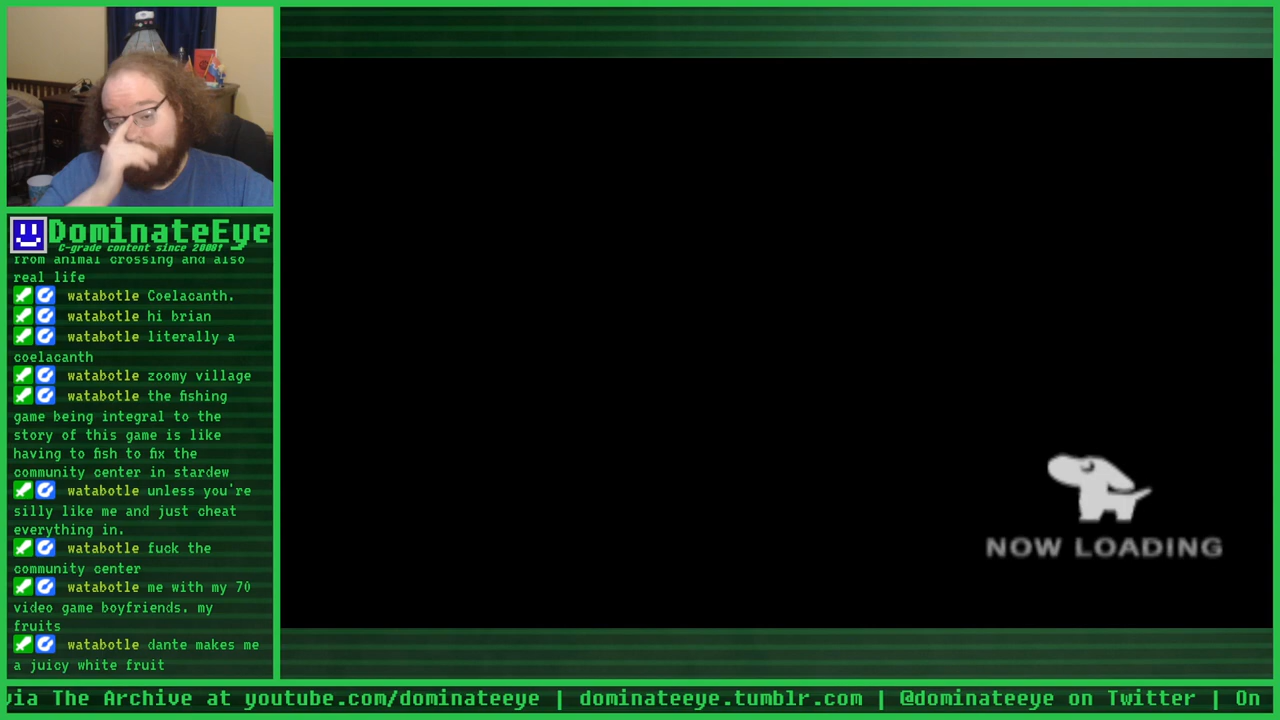 DominateEye
C-grade content since 2008!
from animal crossing and also
real life
watabotle Coelacanth.
watabotle hi brian
watabotle literally a
coelacanth
watabotle zoomy village
watabotle the fishing
game being integral to the
story of this game is like
having to fish to fix the
community center in stardew
watabotle unless you're
silly like me and just cheat
everything in.
watabotle fuck the
community center
watabotle me with my 70
video game boyfriends. my
fruits
watabotle dante makes me
a juicy white fruit
NOW LOADING
via The Archive at youtube.com/dominateeye | dominateeye.tumblr.com | @dominateeye on Twitter | On